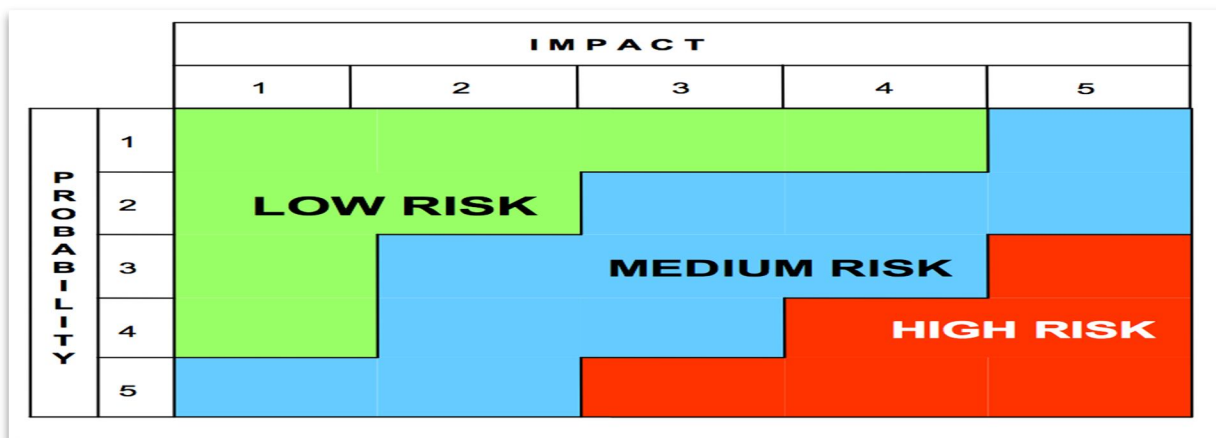 IMPACT
1 2 3 4 5
PROBABILITY
1
2
3
4
5
LOW RISK
MEDIUM RISK
HIGH RISK